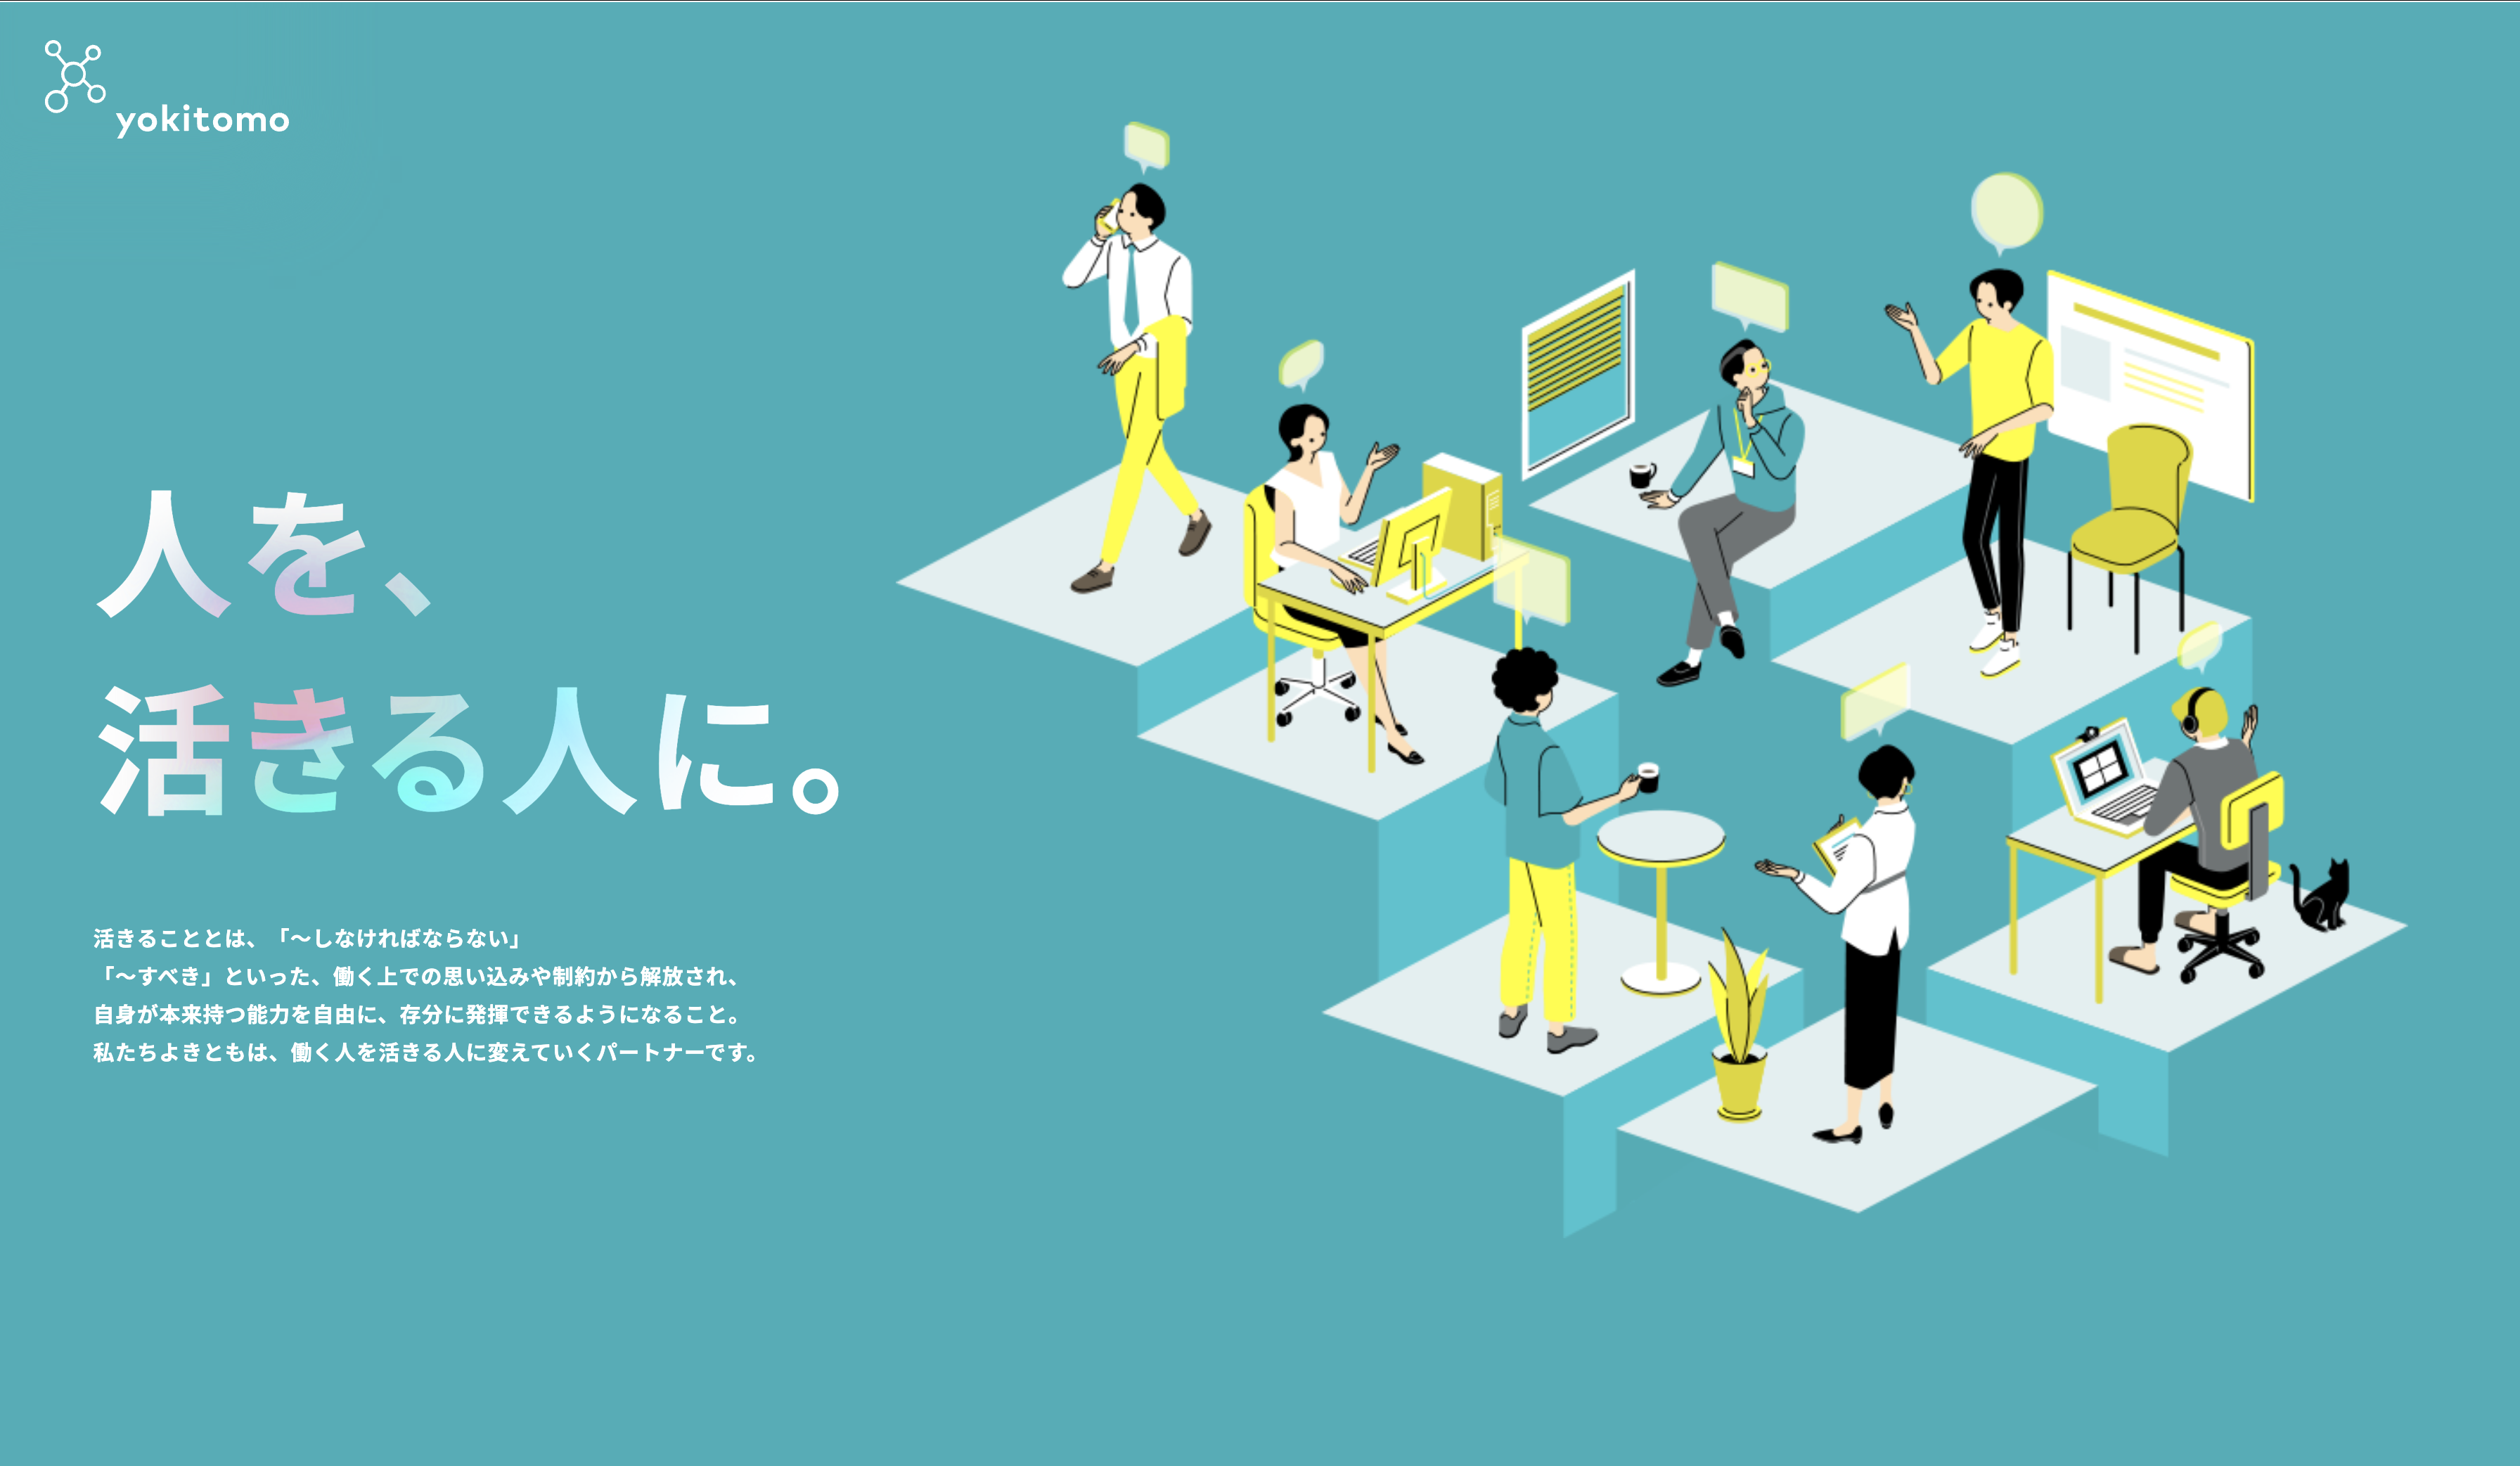 yokitomo
人を、
活きる人に。
活きることとは、「〜しなければならない」
「〜すべき」といった、働く上での思い込みや制約から解放され、
自身が本来持つ能力を自由に、存分に発揮できるようになること。
私たちよきともは、働く人を活きる人に変えていくパートナーです。